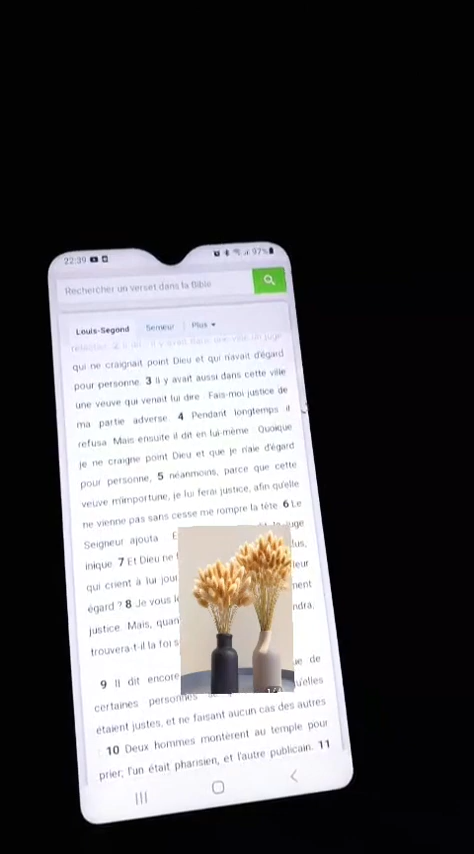 22:39
97%
Rechercher un verset dans la Bible
Louis-Segond Semeur Plus
qui ne craignait point Dieu et qui n'avait d'égard
pour personne. 3 Il y avait aussi dans cette ville
une veuve qui venait lui dire : Fais-moi justice de
ma partie adverse. 4 Pendant longtemps il
refusa. Mais ensuite il dit en lui-même : Quoique
je ne craigne point Dieu et que je n'aie d'égard
pour personne, 5 néanmoins, parce que cette
veuve m'importune, je lui ferai justice, afin qu'elle
ne vienne pas sans cesse me rompre la tête. 6 Le
Seigneur ajouta juge
inique. 7 Et Dieu ne
qui crient à lui jour
égard ? 8 Je vous ndra,
justice. Mais, quan
trouvera-t-il la foi s
9 Il dit encore de
certaines personnes u'elles
étaient justes, et ne faisant aucun cas des autres
10 Deux hommes montèrent au temple pour
prier; l'un était pharisien, et l'autre publicain. 11